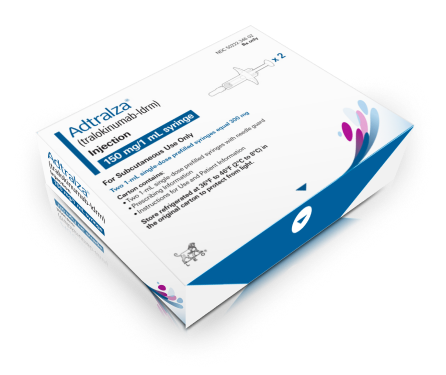 NDC 50222-346-02
Rx only
x 2
Adtralza®
(tralokinumab-ldrm)
Injection
150 mg/1 mL syringe
For Subcutaneous Use Only
Two 1-mL single-dose prefilled syringes equal 300 mg
Carton contains:
• Two 1-mL single-dose prefilled syringes with needle guard
• Prescribing Information
• Instructions for Use and Patient Information
Store refrigerated at 36°F to 46°F (2°C to 8°C) in
the original carton to protect from light.
Adtralza®
(tralokinumab-ldrm)